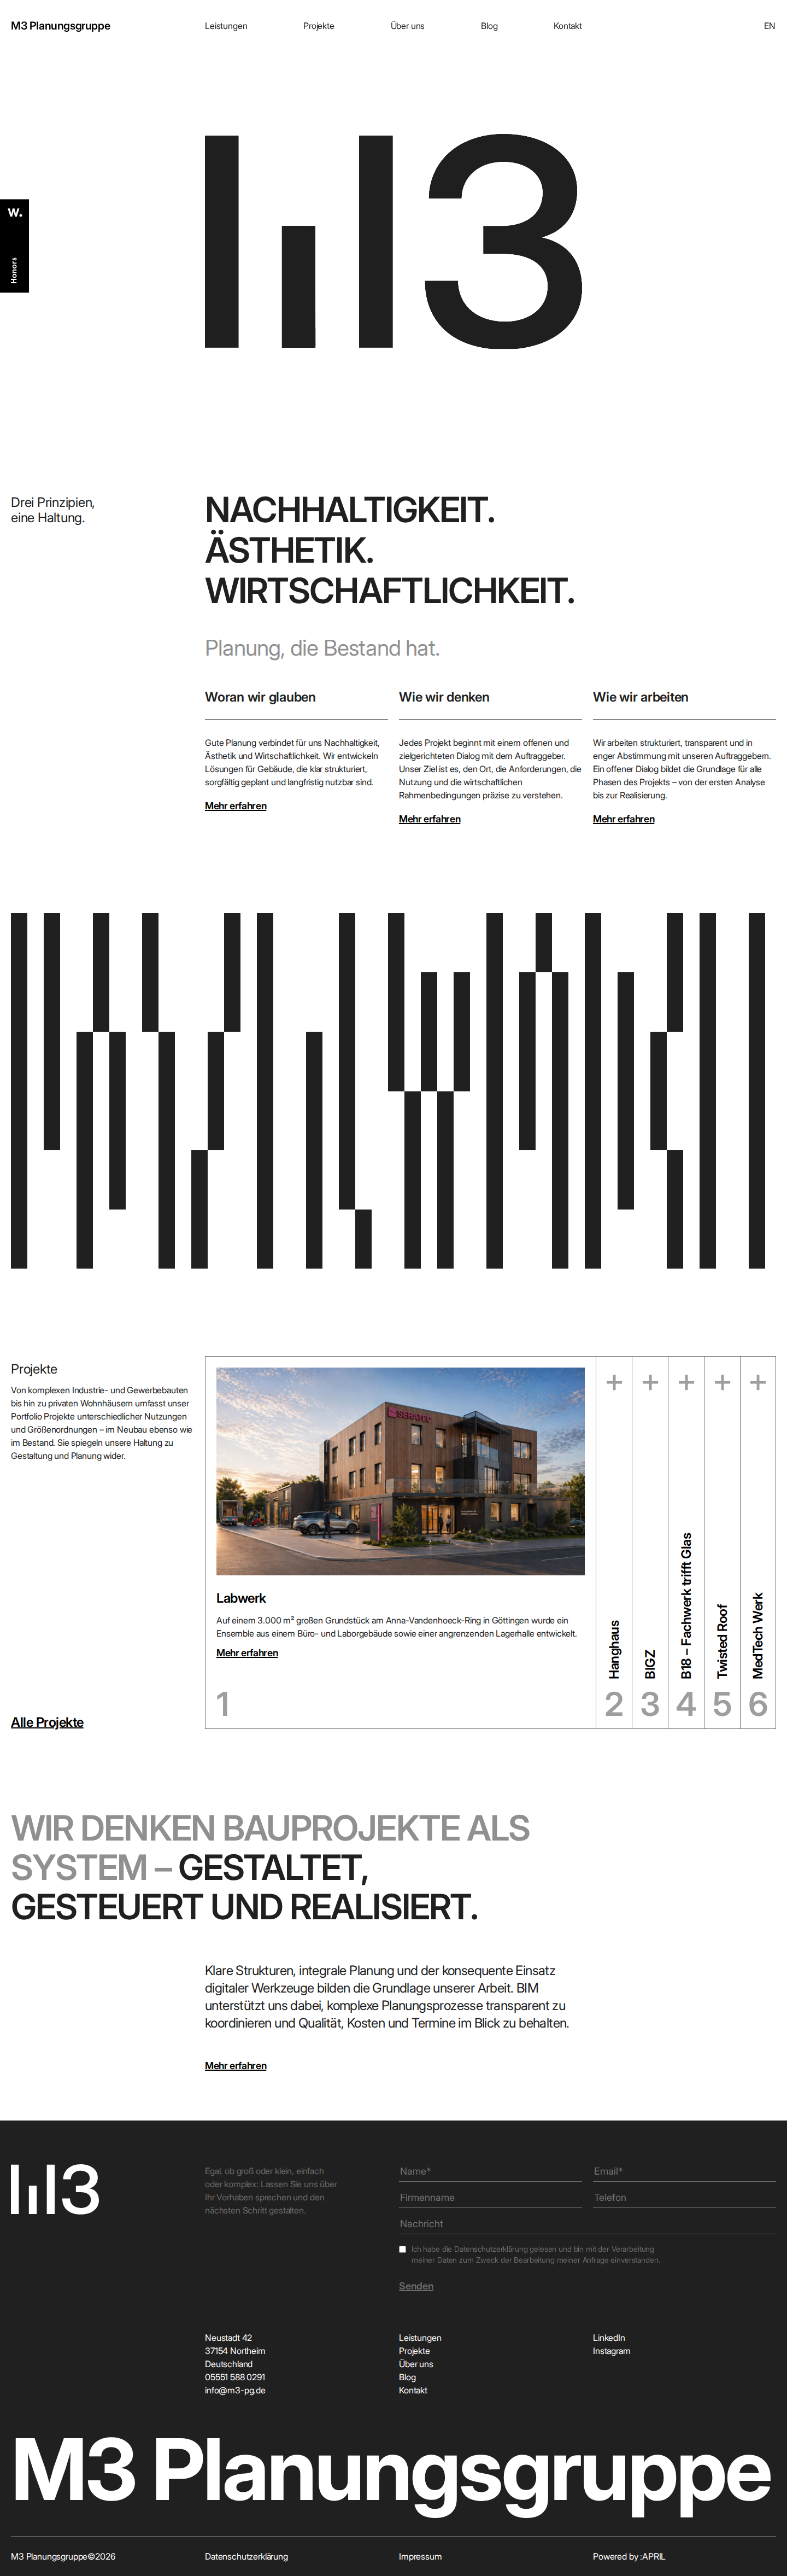 M3 Planungsgruppe
Leistungen
Projekte
Über uns
Blog
Kontakt
EN
M3
W.
Honors
Drei Prinzipien,
eine Haltung.
NACHHALTIGKEIT.
ÄSTHETIK.
WIRTSCHAFTLICHKEIT.
Planung, die Bestand hat.
Woran wir glauben
Gute Planung verbindet für uns Nachhaltigkeit,
Ästhetik und Wirtschaftlichkeit. Wir entwickeln
Lösungen für Gebäude, die klar strukturiert,
sorgfältig geplant und langfristig nutzbar sind.
Mehr erfahren
Wie wir denken
Jedes Projekt beginnt mit einem offenen und
zielgerichteten Dialog mit dem Auftraggeber.
Unser Ziel ist es, den Ort, die Anforderungen, die
Nutzung und die wirtschaftlichen
Rahmenbedingungen präzise zu verstehen.
Mehr erfahren
Wie wir arbeiten
Wir arbeiten strukturiert, transparent und in
enger Abstimmung mit unseren Auftraggebern.
Ein offener Dialog bildet die Grundlage für alle
Phasen des Projekts – von der ersten Analyse
bis zur Realisierung.
Mehr erfahren
Projekte
Von komplexen Industrie- und Gewerbebauten
bis hin zu privaten Wohnhäusern umfasst unser
Portfolio Projekte unterschiedlicher Nutzungen
und Größenordnungen – im Neubau ebenso wie
im Bestand. Sie spiegeln unsere Haltung zu
Gestaltung und Planung wider.
Alle Projekte
SERATEC
Labwerk
Auf einem 3.000 m² großen Grundstück am Anna-Vandenhoeck-Ring in Göttingen wurde ein
Ensemble aus einem Büro- und Laborgebäude sowie einer angrenzenden Lagerhalle entwickelt.
Mehr erfahren
1
+
Hanghaus
2
+
BIGZ
3
+
B18 – Fachwerk trifft Glas
4
+
Twisted Roof
5
+
MedTech Werk
6
WIR DENKEN BAUPROJEKTE ALS
SYSTEM – GESTALTET,
GESTEUERT UND REALISIERT.
Klare Strukturen, integrale Planung und der konsequente Einsatz
digitaler Werkzeuge bilden die Grundlage unserer Arbeit. BIM
unterstützt uns dabei, komplexe Planungsprozesse transparent zu
koordinieren und Qualität, Kosten und Termine im Blick zu behalten.
Mehr erfahren
M3
Egal, ob groß oder klein, einfach
oder komplex: Lassen Sie uns über
Ihr Vorhaben sprechen und den
nächsten Schritt gestalten.
Name*
Email*
Firmenname
Telefon
Nachricht
Ich habe die Datenschutzerklärung gelesen und bin mit der Verarbeitung
meiner Daten zum Zweck der Bearbeitung meiner Anfrage einverstanden.
Senden
Neustadt 42
37154 Northeim
Deutschland
05551 588 0291
info@m3-pg.de
Leistungen
Projekte
Über uns
Blog
Kontakt
LinkedIn
Instagram
M3 Planungsgruppe
M3 Planungsgruppe©2026
Datenschutzerklärung
Impressum
Powered by :APRIL